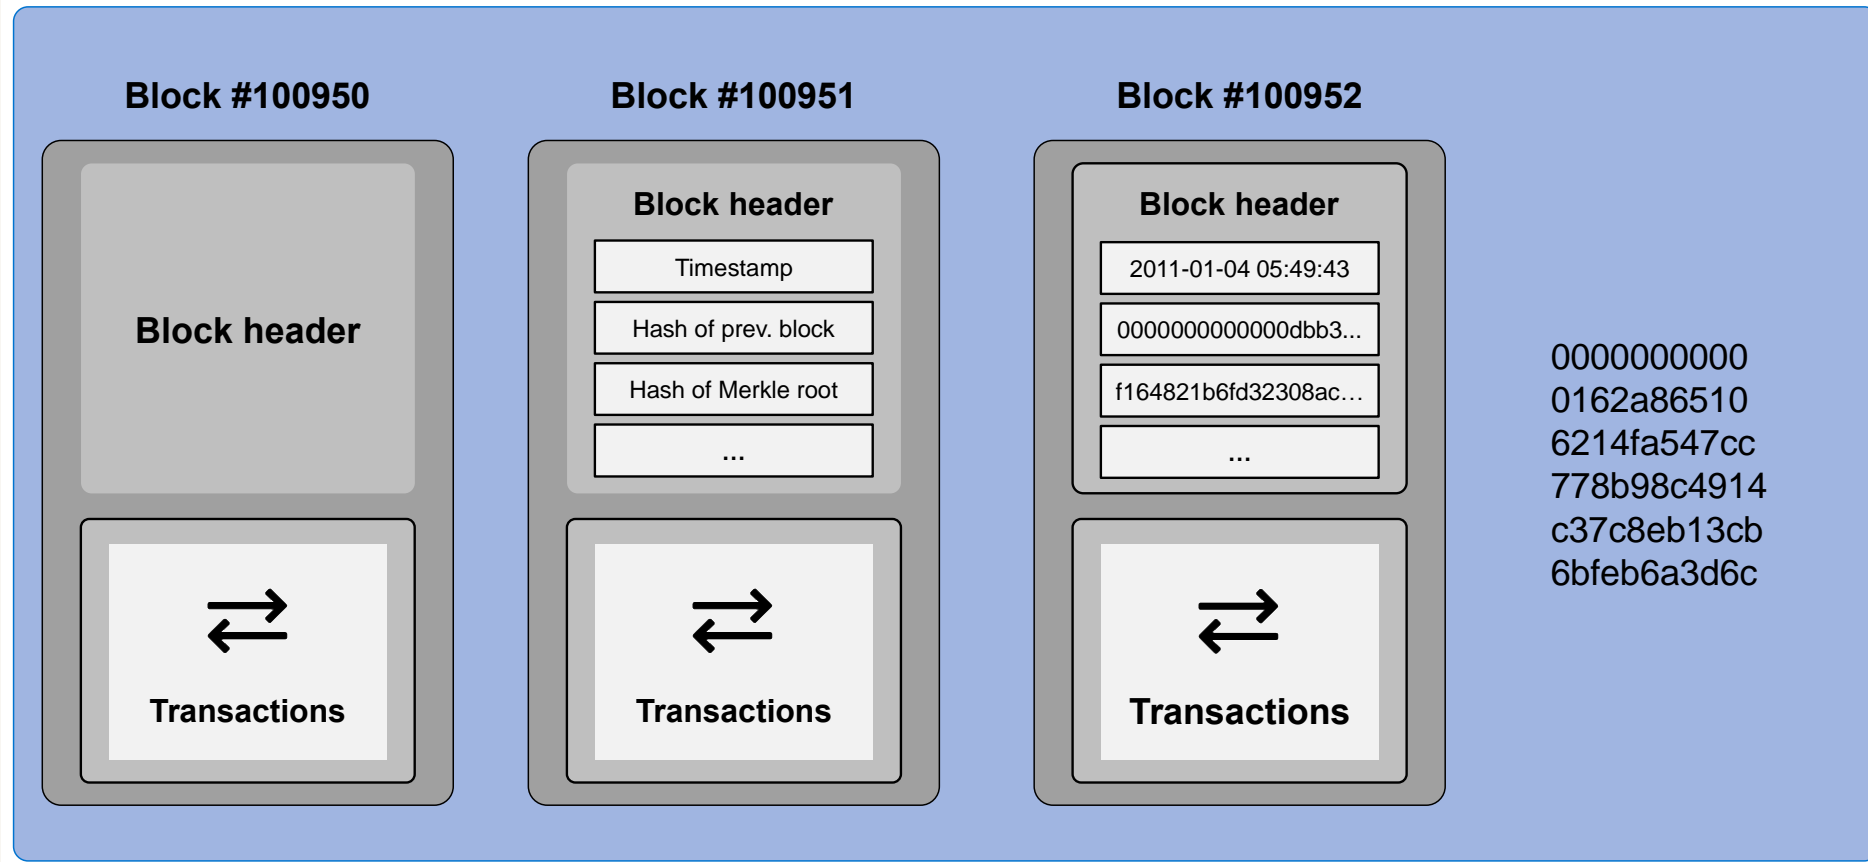 Block #100950
Block header
Transactions
Block #100951
Block header
Timestamp
Hash of prev. block
Hash of Merkle root
...
Transactions
Block #100952
Block header
2011-01-04 05:49:43
0000000000000dbb3...
f164821b6fd32308ac...
...
Transactions
0000000000
0162a86510
6214fa547cc
778b98c4914
c37c8eb13cb
6bfeb6a3d6c